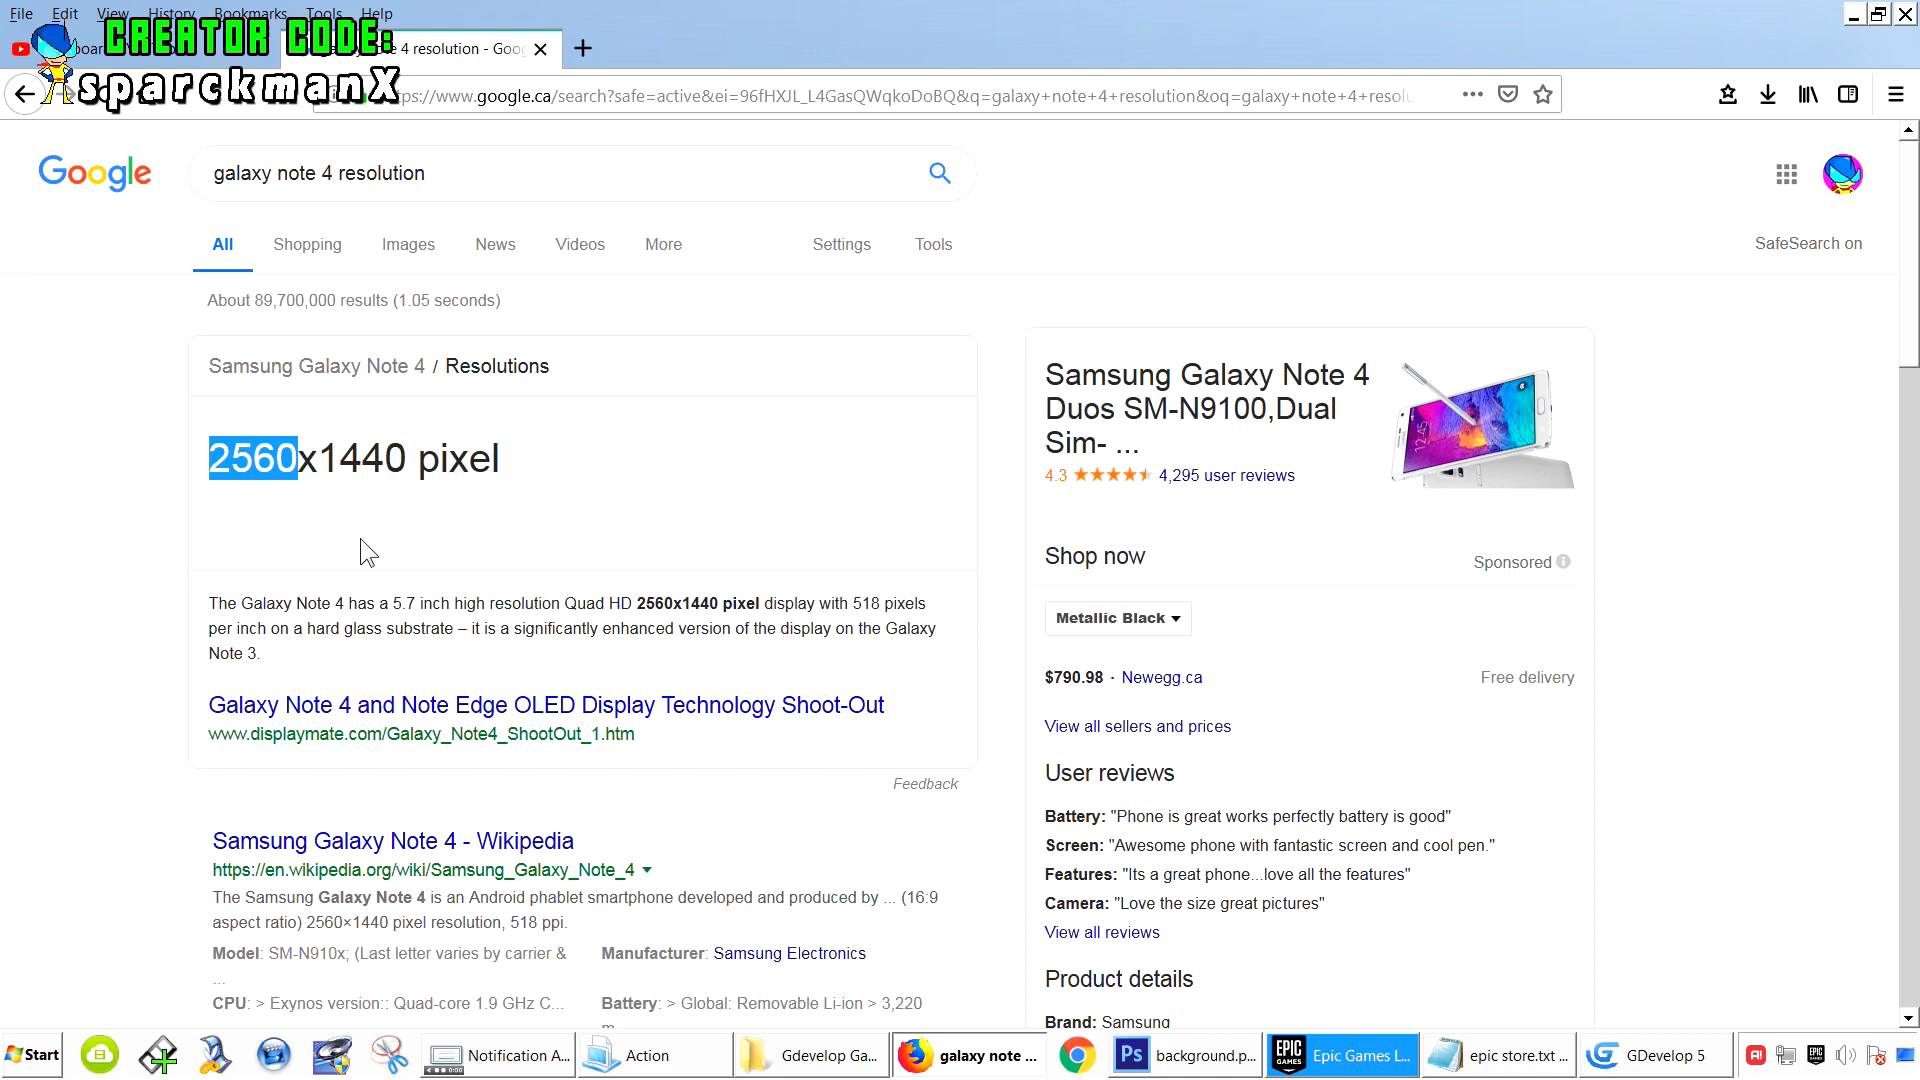 File Edit View History Bookmarks Tools Help
CREATOR CODE:
sparckmanX
4 resolution - Goog
https://www.google.ca/search?safe=active&ei=96fHXJL_L4GasQWqkoDoBQ&q=galaxy+note+4+resolution&oq=galaxy+note+4+resolu
Google
galaxy note 4 resolution
All Shopping Images News Videos More Settings Tools
SafeSearch on
About 89,700,000 results (1.05 seconds)
Samsung Galaxy Note 4 / Resolutions
2560x1440 pixel
The Galaxy Note 4 has a 5.7 inch high resolution Quad HD 2560x1440 pixel display with 518 pixels
per inch on a hard glass substrate – it is a significantly enhanced version of the display on the Galaxy
Note 3.
Galaxy Note 4 and Note Edge OLED Display Technology Shoot-Out
www.displaymate.com/Galaxy_Note4_ShootOut_1.htm
Feedback
Samsung Galaxy Note 4 - Wikipedia
https://en.wikipedia.org/wiki/Samsung_Galaxy_Note_4
The Samsung Galaxy Note 4 is an Android phablet smartphone developed and produced by ... (16:9
aspect ratio) 2560×1440 pixel resolution, 518 ppi.
Model: SM-N910x; (Last letter varies by carrier &
...
Manufacturer: Samsung Electronics
CPU: > Exynos version:: Quad-core 1.9 GHz C...
Battery: > Global: Removable Li-ion > 3,220
Samsung Galaxy Note 4
Duos SM-N9100,Dual
Sim- ...
4.3 4,295 user reviews
12:45
Shop now
Sponsored
Metallic Black
$790.98 · Newegg.ca
Free delivery
View all sellers and prices
User reviews
Battery: "Phone is great works perfectly battery is good"
Screen: "Awesome phone with fantastic screen and cool pen."
Features: "Its a great phone...love all the features"
Camera: "Love the size great pictures"
View all reviews
Product details
Brand: Samsung
Start
Notification A...
Action
Gdevelop Ga...
galaxy note ...
Ps
background.p...
EPIC
GAMES
Epic Games L...
epic store.txt ...
GDevelop 5